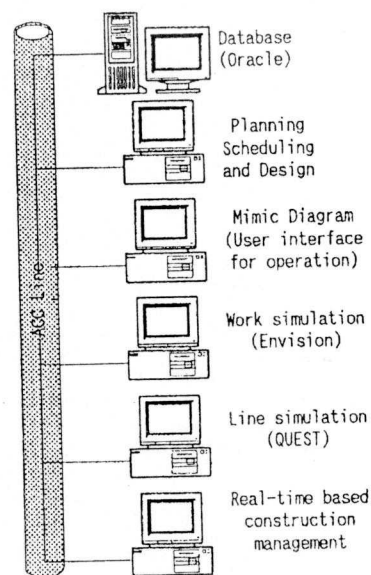 Database
(Oracle)
Planning
Scheduling
and Design
Mimic Diagram
(User interface
for operation)
AGC Line
Work simulation
(Envision)
Line simulation
(QUEST)
Real-time based
construction
management